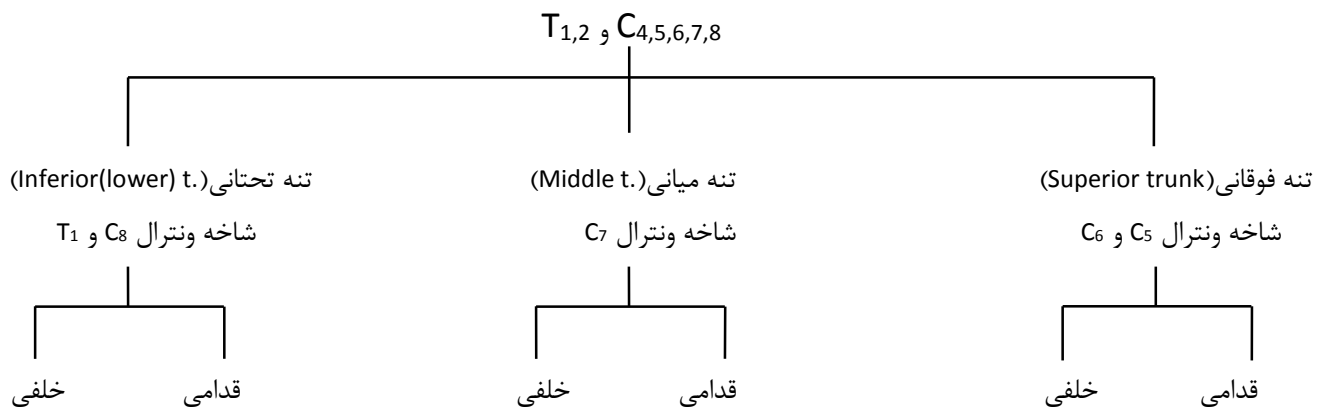 C4,5,6,7,8 و T1,2
تنه فوقانی(Superior trunk)
شاخه ونترال C5 و C6
تنه میانی(Middle t.)
شاخه ونترال C7
تنه تحتانی(Inferior(lower) t.)
شاخه ونترال C8 و T1
قدامی
خلفی
قدامی
خلفی
قدامی
خلفی